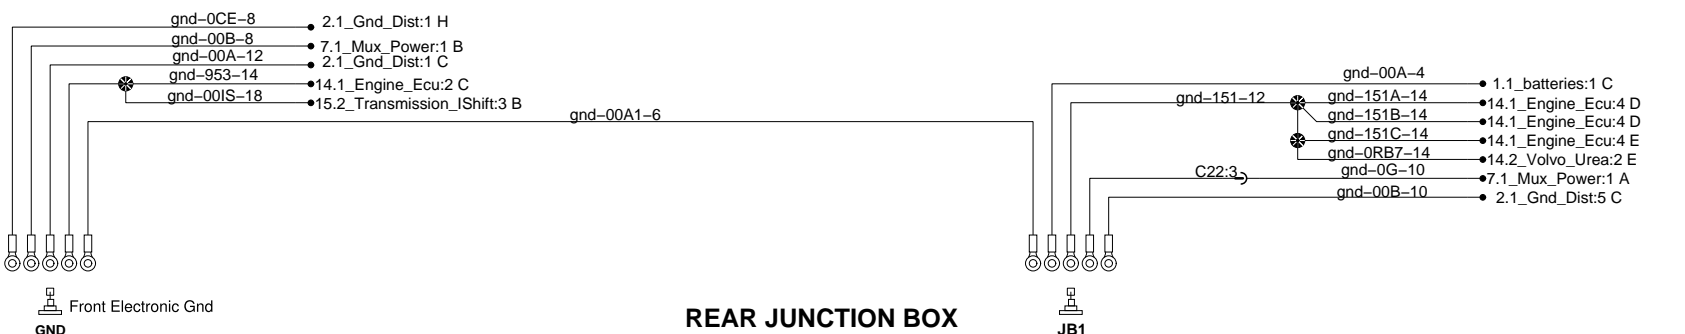 gnd-0CE-8 2.1_Gnd_Dist:1 H
gnd-00B-8 7.1_Mux_Power:1 B
gnd-00A-12 2.1_Gnd_Dist:1 C
gnd-953-14 14.1_Engine_Ecu:2 C
gnd-00IS-18 15.2_Transmission_IShift:3 B
gnd-00A1-6
gnd-00A-4 1.1_batteries:1 C
gnd-151-12 gnd-151A-14 14.1_Engine_Ecu:4 D
gnd-151B-14 14.1_Engine_Ecu:4 D
gnd-151C-14 14.1_Engine_Ecu:4 E
gnd-0RB7-14 14.2_Volvo_Urea:2 E
C22:3 gnd-0G-10 7.1_Mux_Power:1 A
gnd-00B-10 2.1_Gnd_Dist:5 C
Front Electronic Gnd
GND
REAR JUNCTION BOX
JB1